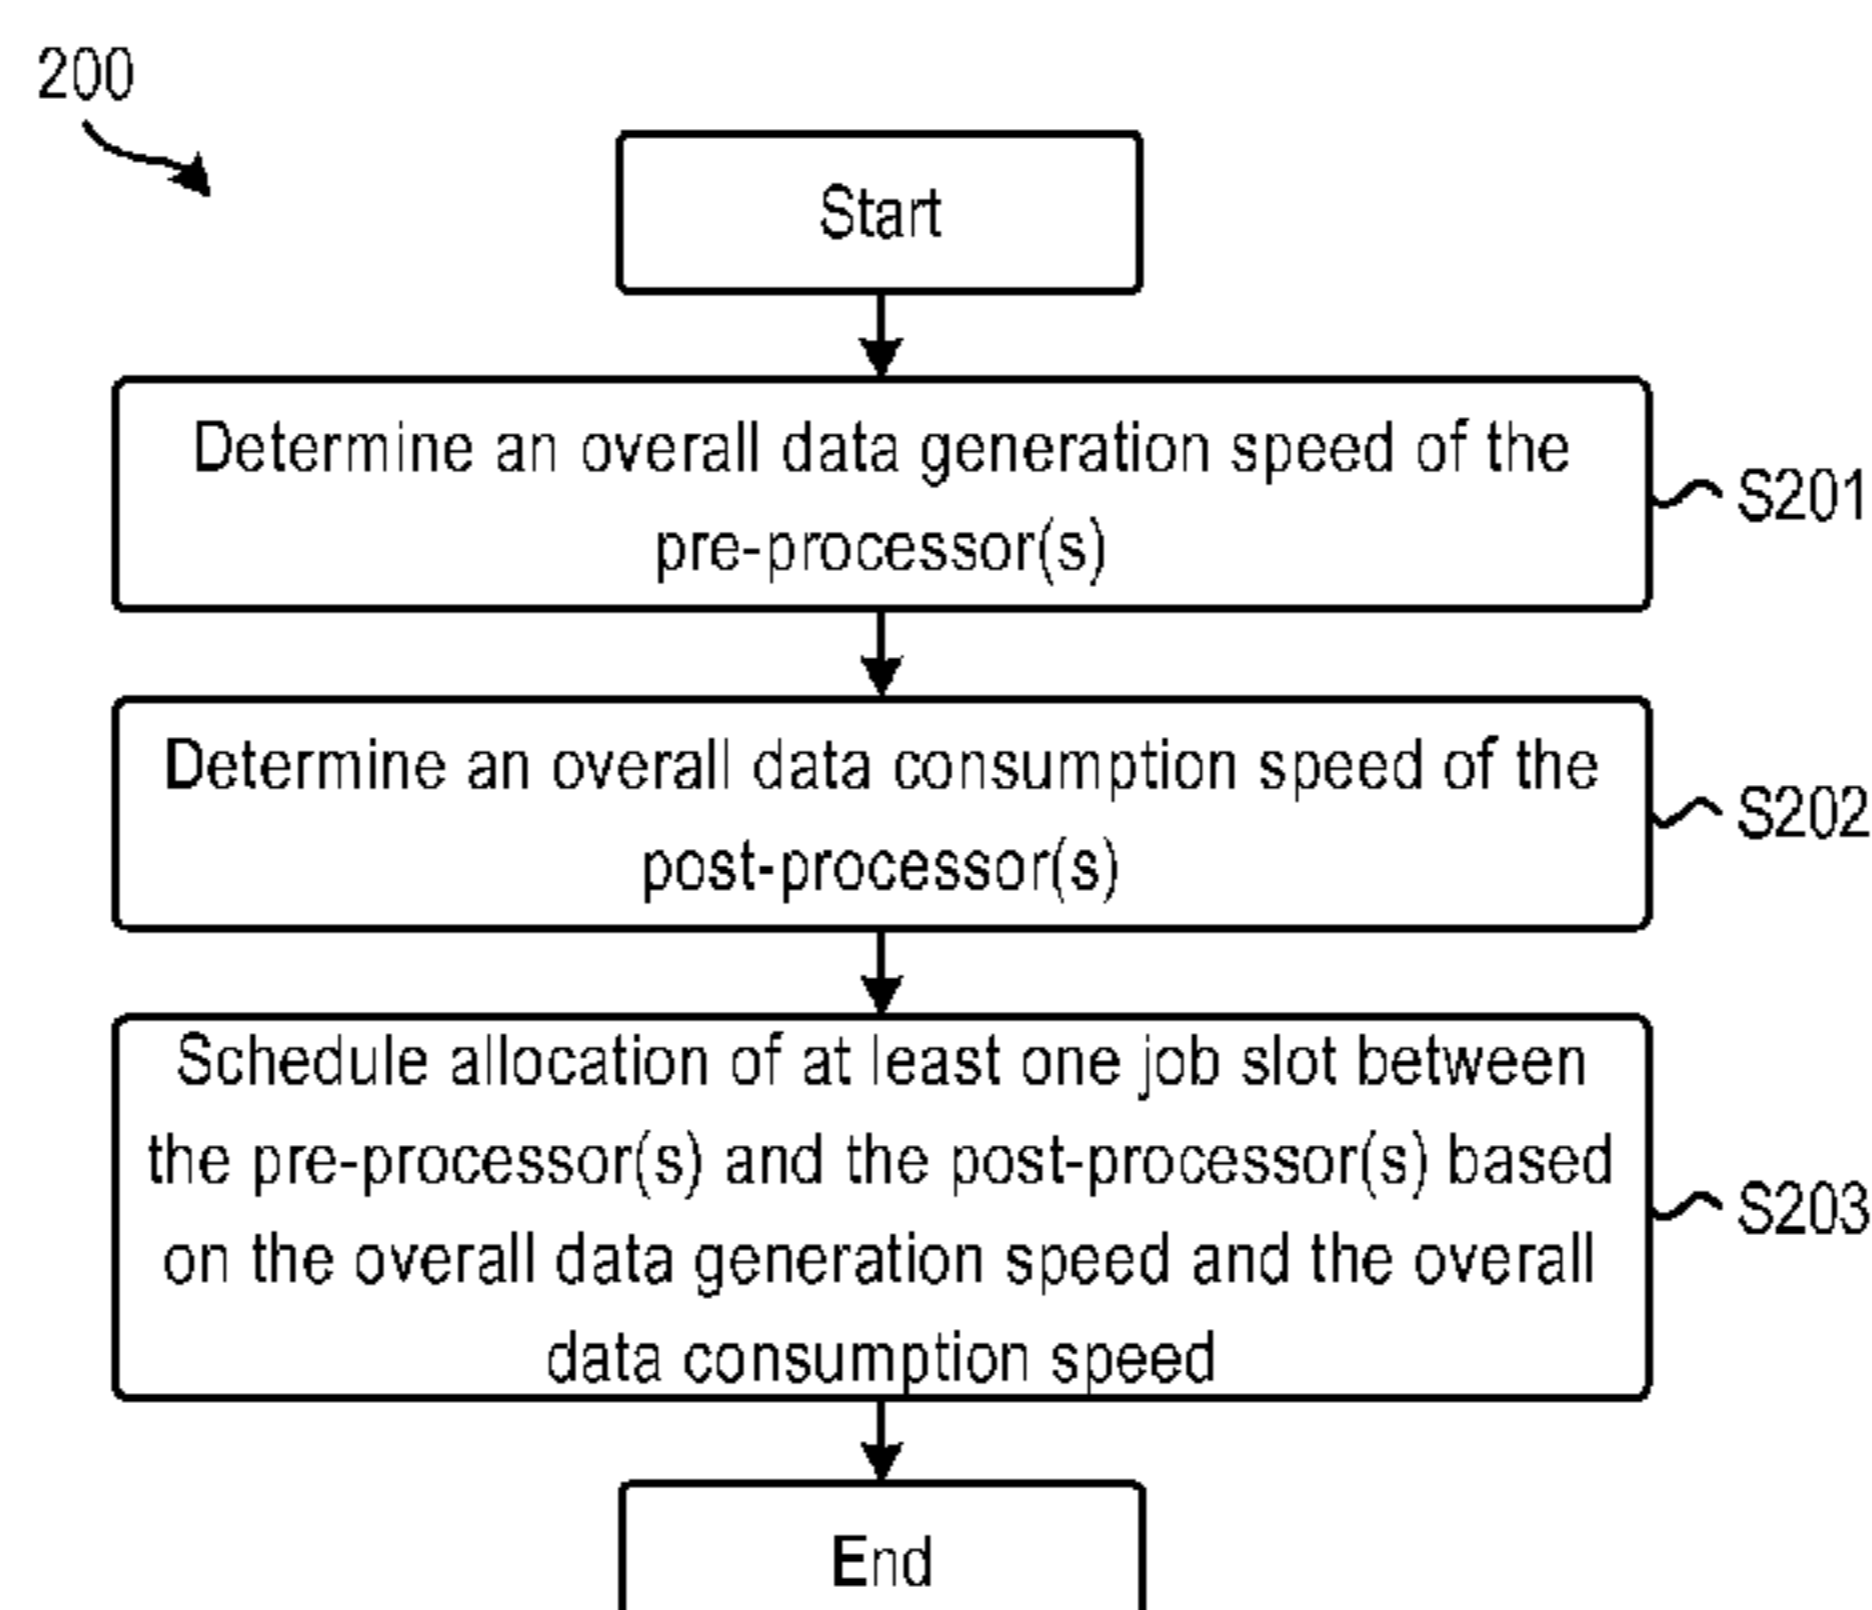 200
Start
Determine an overall data generation speed of the
pre-processor(s)
S201
Determine an overall data consumption speed of the
post-processor(s)
S202
Schedule allocation of at least one job slot between
the pre-processor(s) and the post-processor(s) based
on the overall data generation speed and the overall
data consumption speed
S203
End